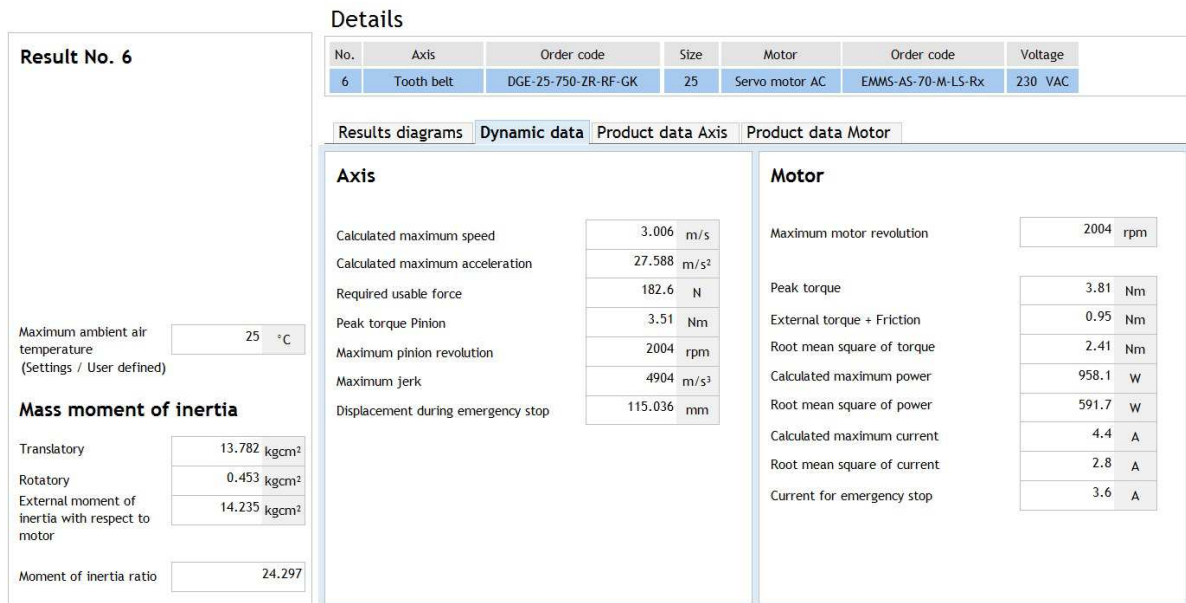 Details
Result No. 6
No. Axis Order code Size Motor Order code Voltage
6 Tooth belt DGE-25-750-ZR-RF-GK 25 Servo motor AC EMMS-AS-70-M-LS-Rx 230 VAC
Results diagrams Dynamic data Product data Axis Product data Motor
Maximum ambient air
temperature
(Settings / User defined)
25 °C
Mass moment of inertia
Translatory 13.782 kgcm²
Rotatory 0.453 kgcm²
External moment of
inertia with respect to
motor
14.235 kgcm²
Moment of inertia ratio 24.297
Axis
Calculated maximum speed 3.006 m/s
Calculated maximum acceleration 27.588 m/s²
Required usable force 182.6 N
Peak torque Pinion 3.51 Nm
Maximum pinion revolution 2004 rpm
Maximum jerk 4904 m/s³
Displacement during emergency stop 115.036 mm
Motor
Maximum motor revolution 2004 rpm
Peak torque 3.81 Nm
External torque + Friction 0.95 Nm
Root mean square of torque 2.41 Nm
Calculated maximum power 958.1 W
Root mean square of power 591.7 W
Calculated maximum current 4.4 A
Root mean square of current 2.8 A
Current for emergency stop 3.6 A